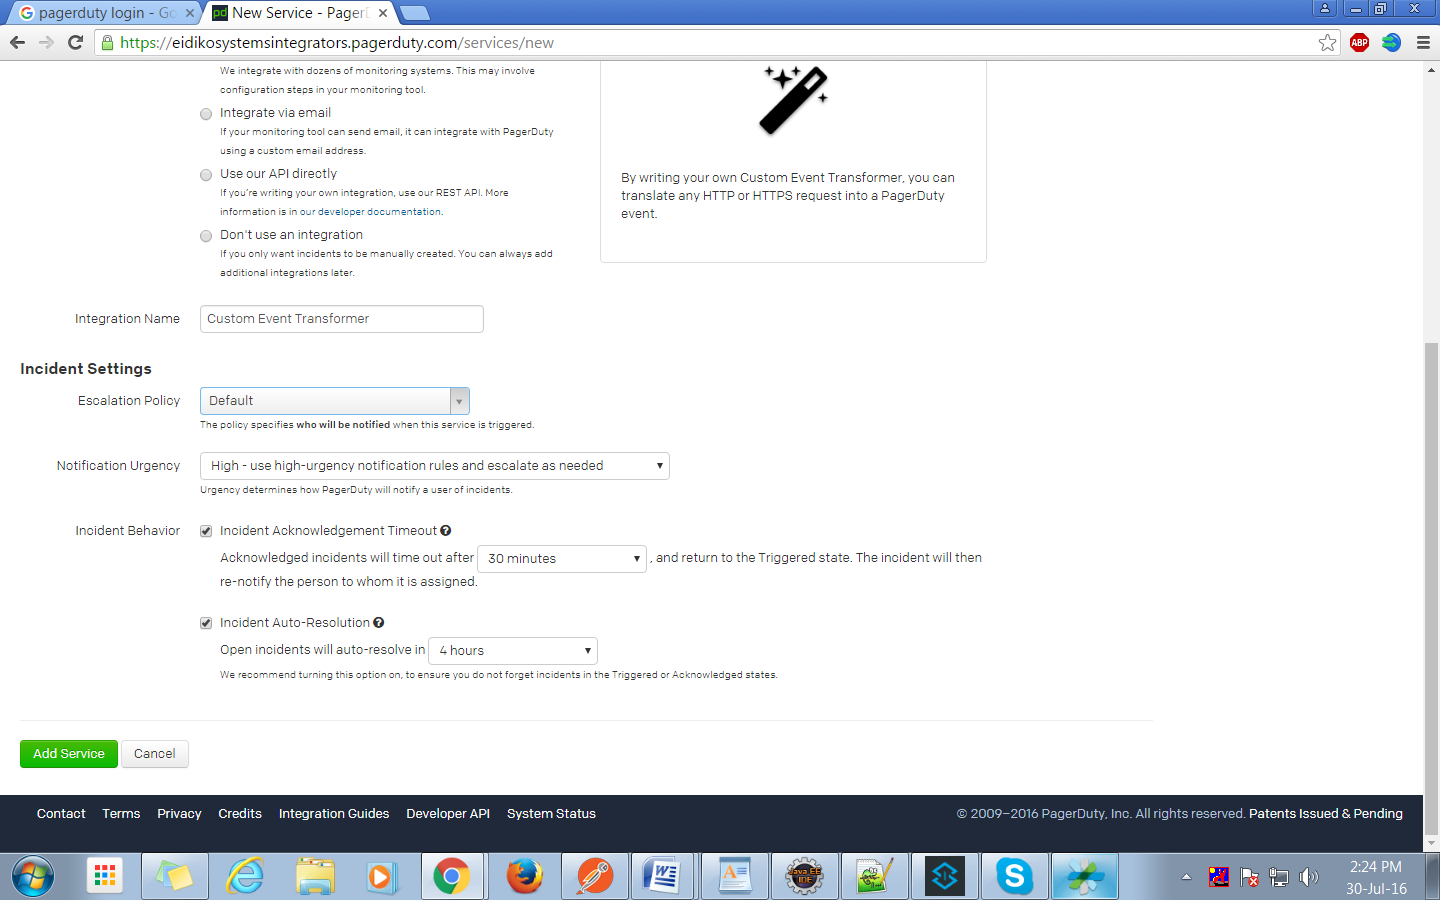 pagerduty login - Go
New Service - PagerD
https://eidikosystemsintegrators.pagerduty.com/services/new
ABP
We integrate with dozens of monitoring systems. This may involve
configuration steps in your monitoring tool.
Integrate via email
If your monitoring tool can send email, it can integrate with PagerDuty
using a custom email address.
Use our API directly
If you're writing your own integration, use our REST API. More
information is in our developer documentation.
Don't use an integration
If you only want incidents to be manually created. You can always add
additional integrations later.
By writing your own Custom Event Transformer, you can
translate any HTTP or HTTPS request into a PagerDuty
event.
Integration Name
Custom Event Transformer
Incident Settings
Escalation Policy
Default
The policy specifies who will be notified when this service is triggered.
Notification Urgency
High - use high-urgency notification rules and escalate as needed
Urgency determines how PagerDuty will notify a user of incidents.
Incident Behavior
Incident Acknowledgement Timeout
Acknowledged incidents will time out after 30 minutes , and return to the Triggered state. The incident will then
re-notify the person to whom it is assigned.
Incident Auto-Resolution
Open incidents will auto-resolve in 4 hours
We recommend turning this option on, to ensure you do not forget incidents in the Triggered or Acknowledged states.
Add Service
Cancel
Contact Terms Privacy Credits Integration Guides Developer API System Status
© 2009–2016 PagerDuty, Inc. All rights reserved. Patents Issued & Pending
Java EE
IDE
2:24 PM
30-Jul-16